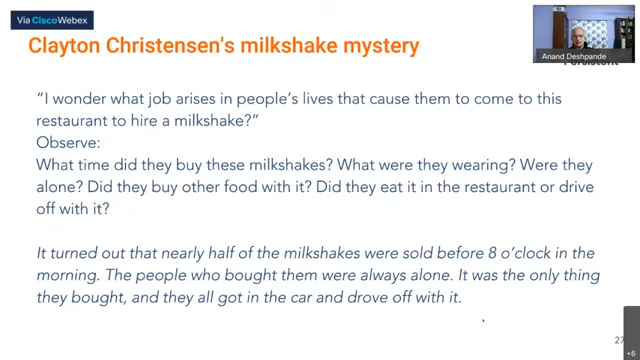 Via CiscoWebex
Clayton Christensen's milkshake mystery
Anand Deshpande
Persistent
“I wonder what job arises in people's lives that cause them to come to this
restaurant to hire a milkshake?”
Observe:
What time did they buy these milkshakes? What were they wearing? Were they
alone? Did they buy other food with it? Did they eat it in the restaurant or drive
off with it?
It turned out that nearly half of the milkshakes were sold before 8 o'clock in the
morning. The people who bought them were always alone. It was the only thing
they bought, and they all got in the car and drove off with it.
27
+6